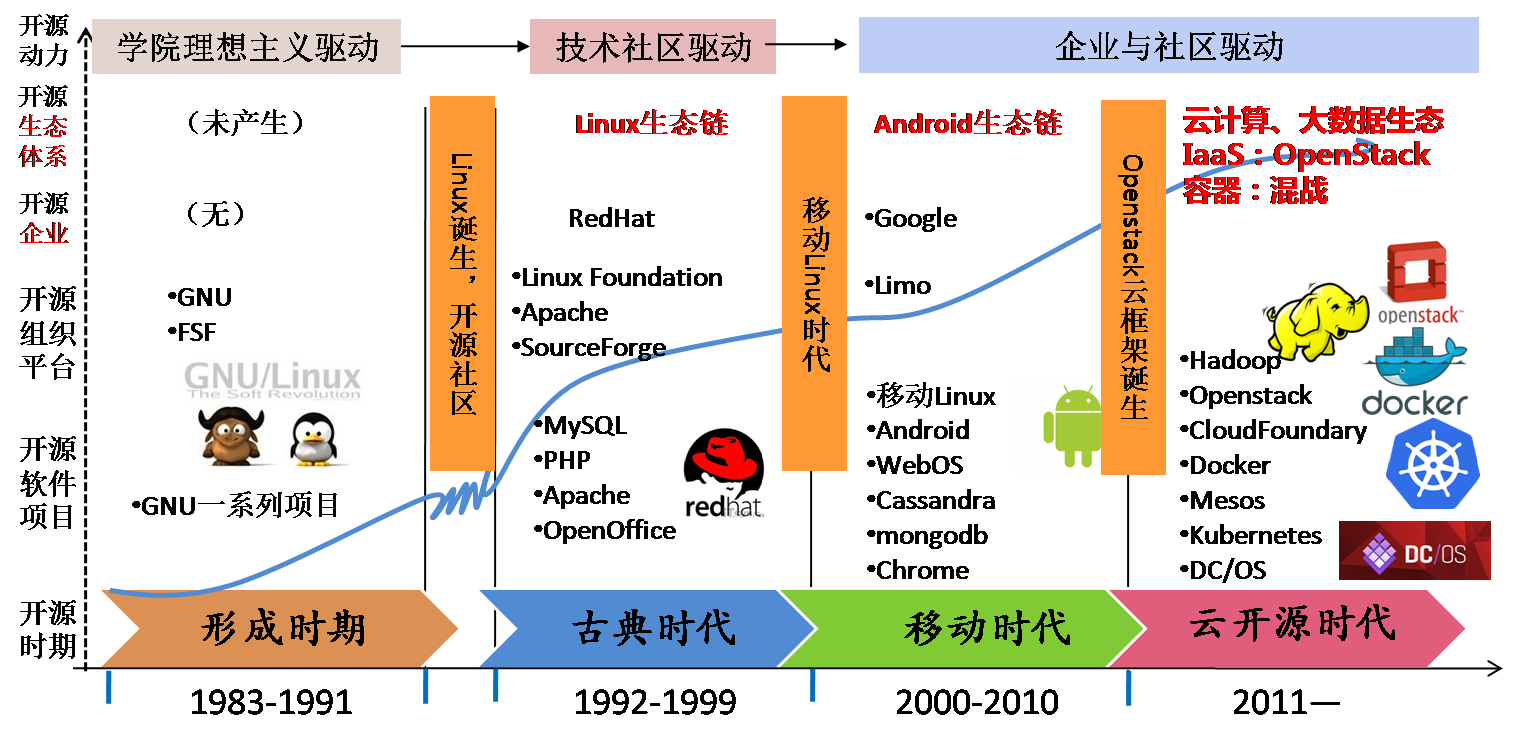 开源
动力
学院理想主义驱动
技术社区驱动
企业与社区驱动
开源
生态
体系
（未产生）
Linux生态链
Android生态链
云计算、大数据生态
IaaS：OpenStack
容器：混战
开源
企业
（无）
RedHat
•Google
•Limo
开源
组织
平台
•GNU
•FSF
•Linux Foundation
•Apache
•SourceForge
GNU/Linux
The Soft Revolution
Linux诞生，开源社区
移动Linux时代
Openstack云框架诞生
openstack™
docker
开源
软件
项目
•GNU一系列项目
•MySQL
•PHP
•Apache
•OpenOffice
redhat
•移动Linux
•Android
•WebOS
•Cassandra
•mongodb
•Chrome
•Hadoop
•Openstack
•CloudFoundary
•Docker
•Mesos
•Kubernetes
•DC/OS
DC/OS
开源
时期
形成时期
古典时代
移动时代
云开源时代
1983-1991
1992-1999
2000-2010
2011—